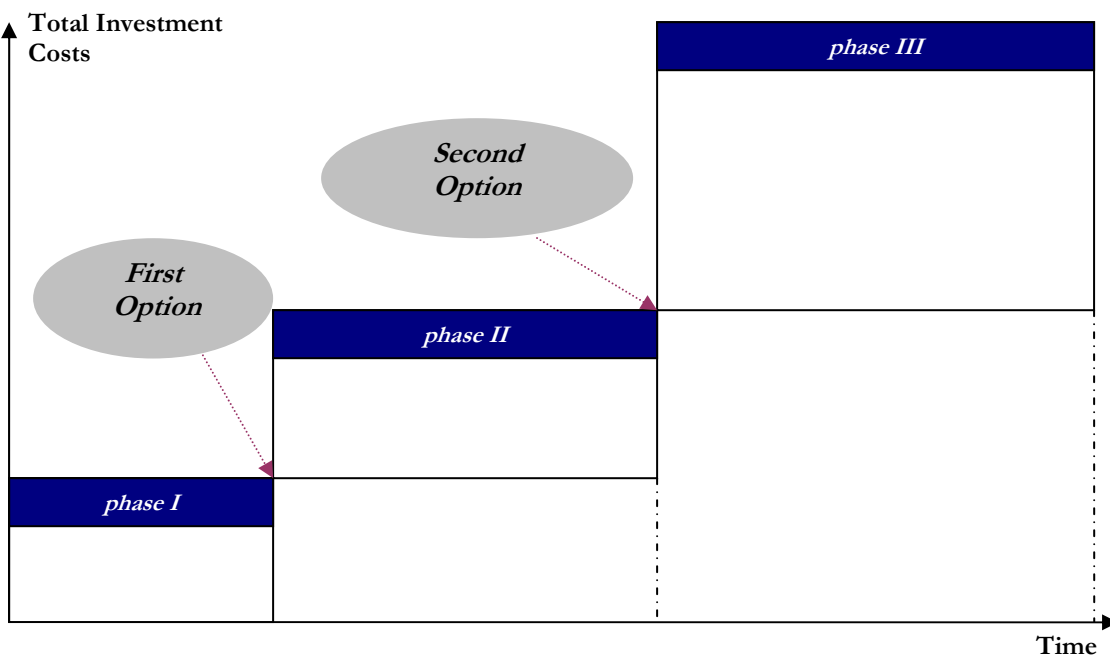 Total Investment
Costs
phase III
Second
Option
First
Option
phase II
phase I
Time